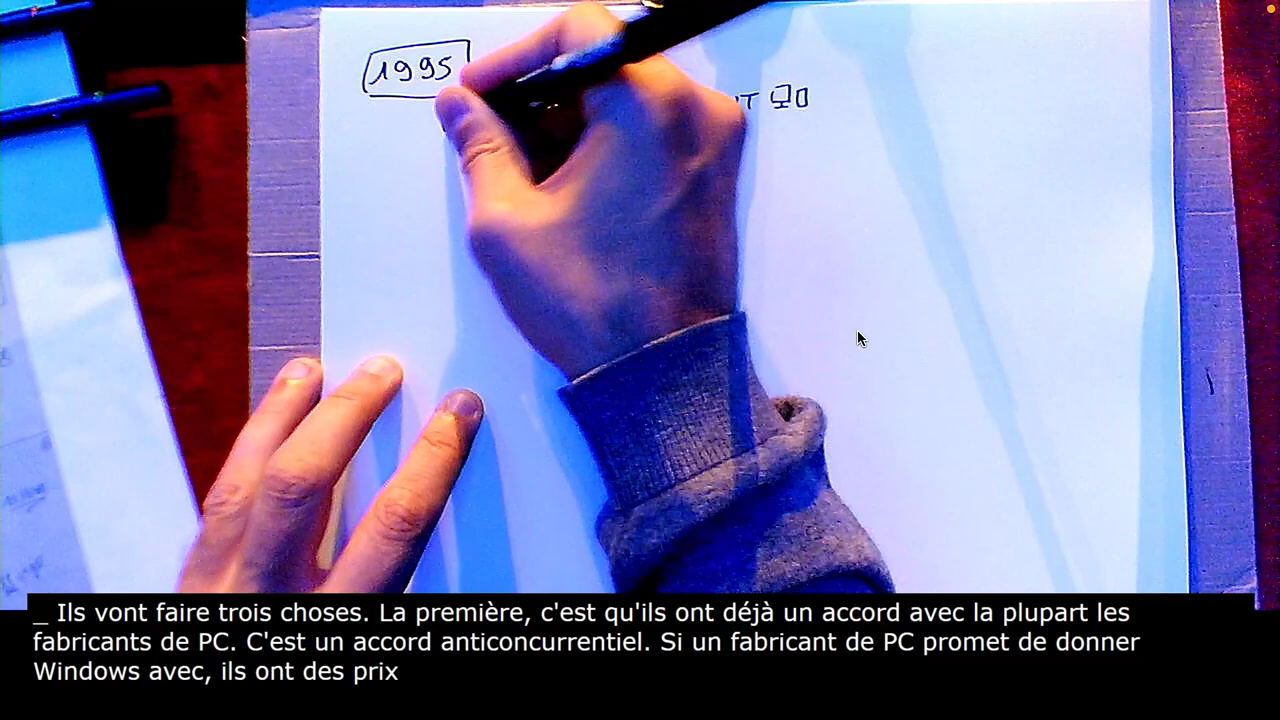 1995
_ Ils vont faire trois choses. La première, c'est qu'ils ont déjà un accord avec la plupart les
fabricants de PC. C'est un accord anticoncurrentiel. Si un fabricant de PC promet de donner
Windows avec, ils ont des prix